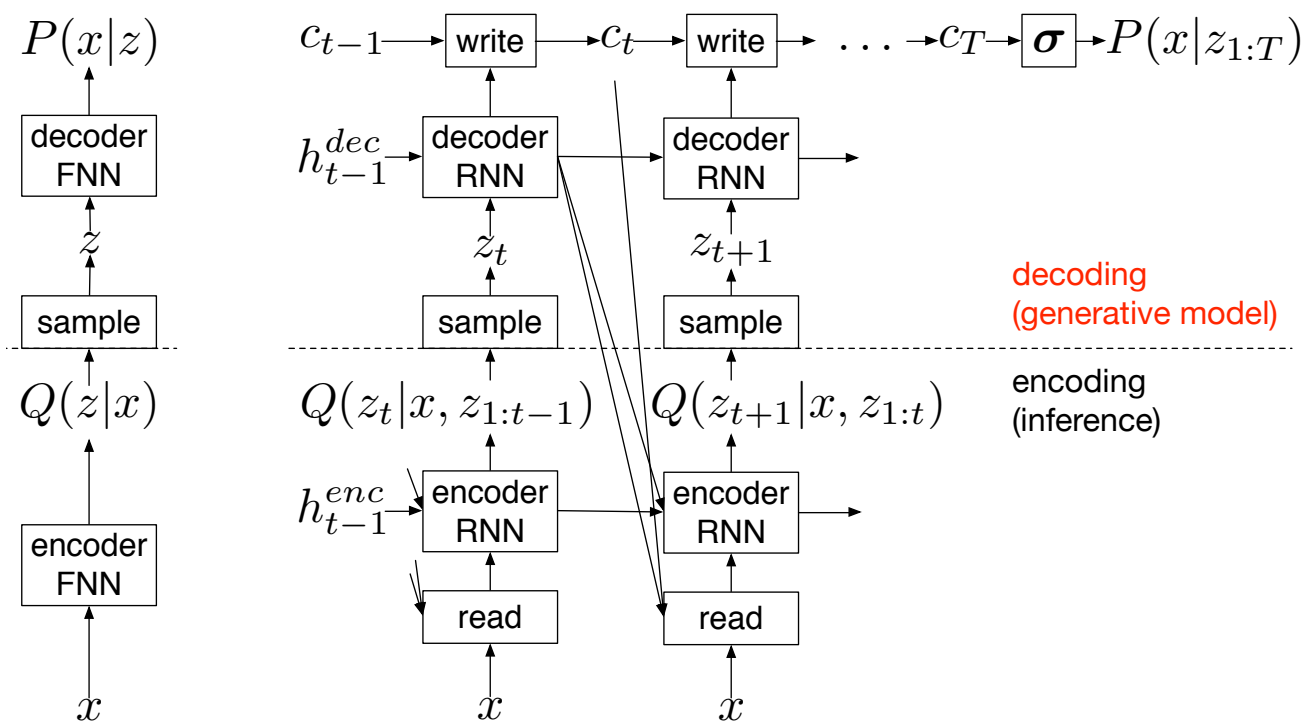 P(x|z)
decoder
FNN
z
sample
Q(z|x)
encoder
FNN
x
c_{t−1} write c_t write ... c_T σ P(x|z_{1:T})
h_{t−1}^{dec}
decoder
RNN
decoder
RNN
z_t z_{t+1}
sample sample
decoding
(generative model)
Q(z_t|x, z_{1:t−1}) Q(z_{t+1}|x, z_{1:t})
encoding
(inference)
h_{t−1}^{enc}
encoder
RNN
encoder
RNN
read read
x x